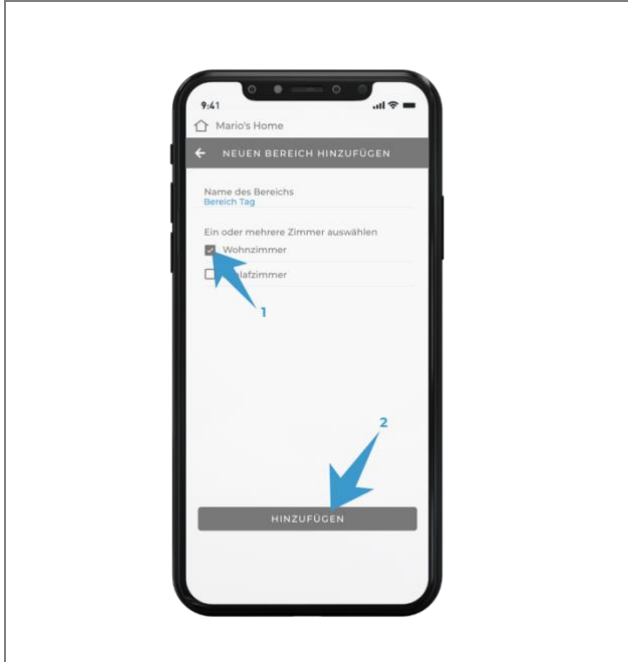 9:41
Mario's Home
NEUEN BEREICH HINZUFÜGEN
Name des Bereichs
Bereich Tag
Ein oder mehrere Zimmer auswählen
Wohnzimmer
1
2
HINZUFÜGEN